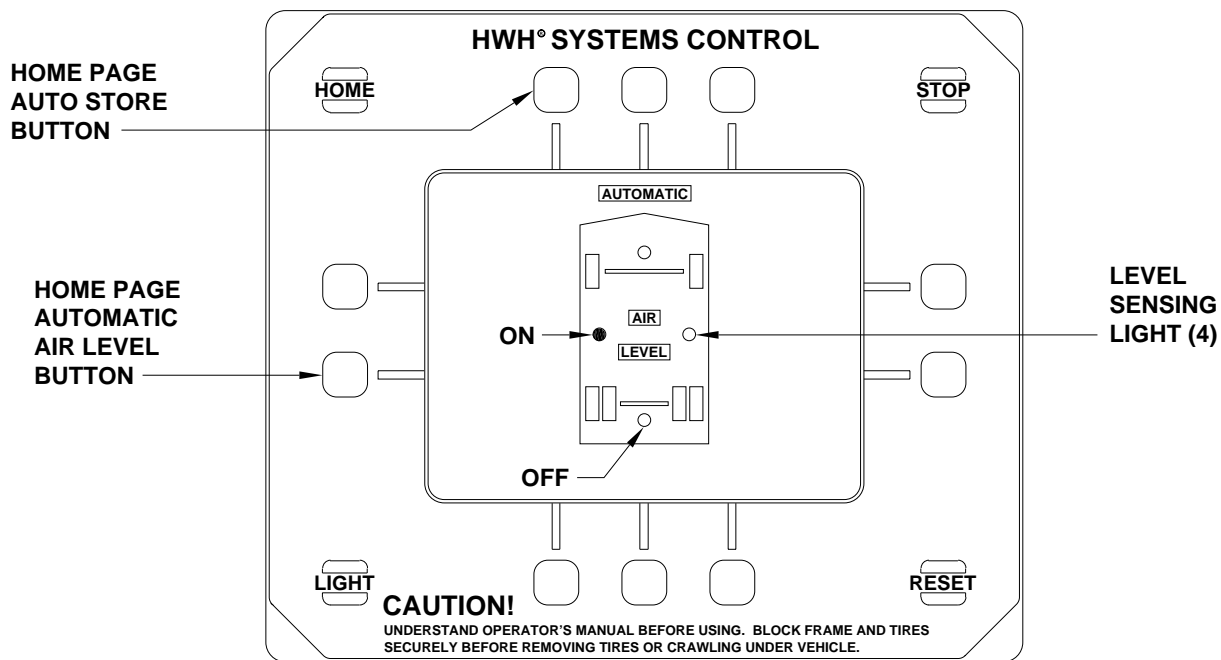 HWH® SYSTEMS CONTROL
HOME PAGE
AUTO STORE
BUTTON
HOME
STOP
AUTOMATIC
HOME PAGE
AUTOMATIC
AIR LEVEL
BUTTON
ON
AIR
LEVEL
LEVEL
SENSING
LIGHT (4)
OFF
LIGHT
RESET
CAUTION!
UNDERSTAND OPERATOR'S MANUAL BEFORE USING. BLOCK FRAME AND TIRES
SECURELY BEFORE REMOVING TIRES OR CRAWLING UNDER VEHICLE.